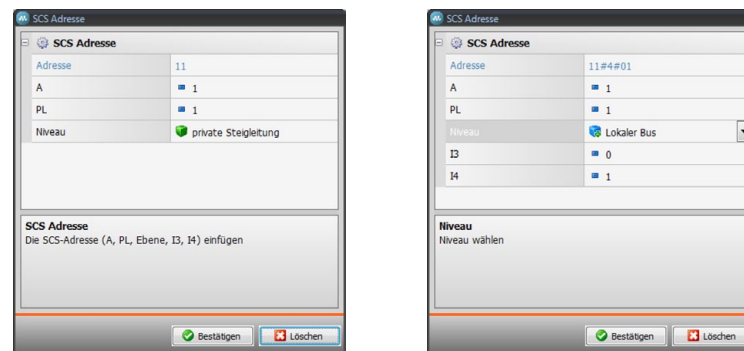 SCS Adresse
SCS Adresse
Adresse 11
A 1
PL 1
Niveau private Steigleitung
SCS Adresse
Die SCS-Adresse (A, PL, Ebene, I3, I4) einfügen
Bestätigen Löschen
SCS Adresse
SCS Adresse
Adresse 11#4#01
A 1
PL 1
Niveau Lokaler Bus
I3 0
I4 1
Niveau
Niveau wählen
Bestätigen Löschen